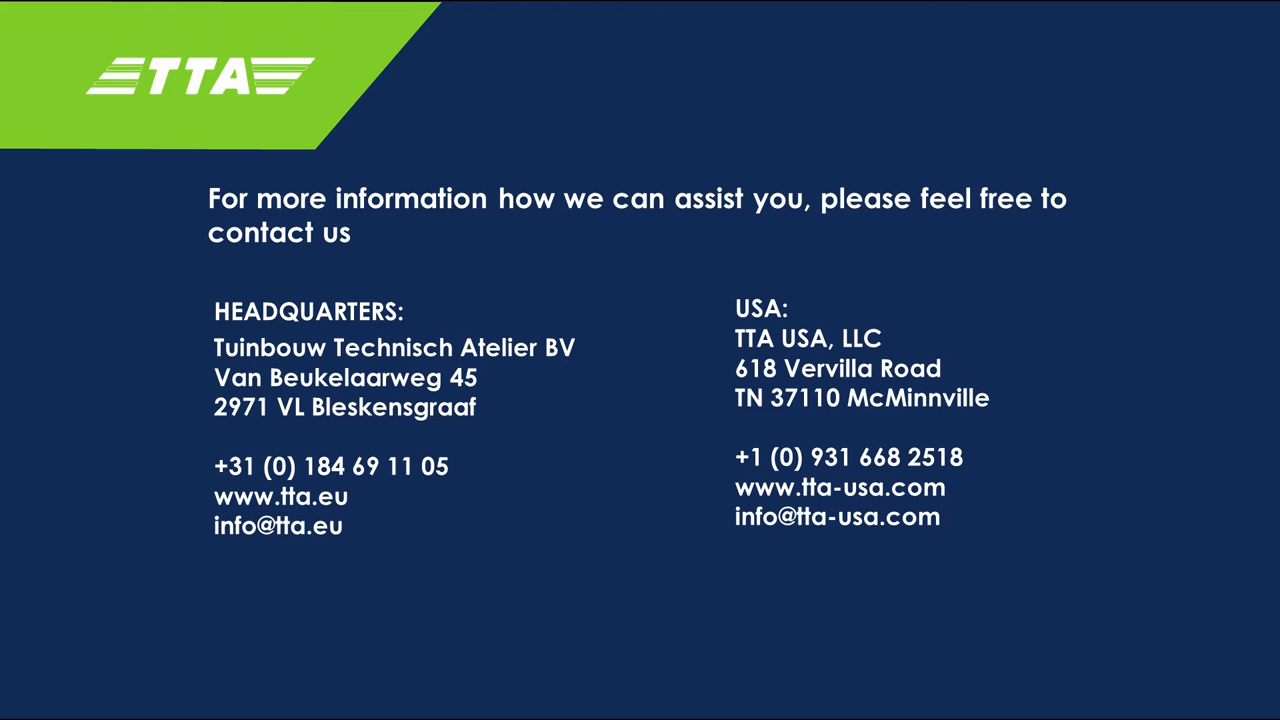 TTA
For more information how we can assist you, please feel free to
contact us
HEADQUARTERS:
Tuinbouw Technisch Atelier BV
Van Beukelaarweg 45
2971 VL Bleskensgraaf
+31 (0) 184 69 11 05
www.tta.eu
info@tta.eu
USA:
TTA USA, LLC
618 Vervilla Road
TN 37110 McMinnville
+1 (0) 931 668 2518
www.tta-usa.com
info@tta-usa.com